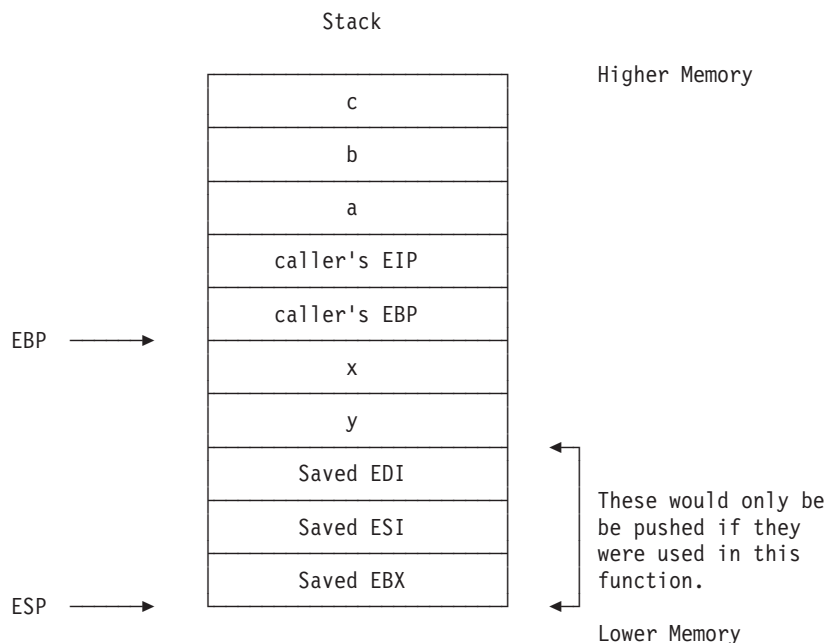 Stack
Higher Memory
c
b
a
caller's EIP
caller's EBP
EBP
x
y
Saved EDI
These would only be
Saved ESI
be pushed if they
were used in this
Saved EBX
function.
ESP
Lower Memory